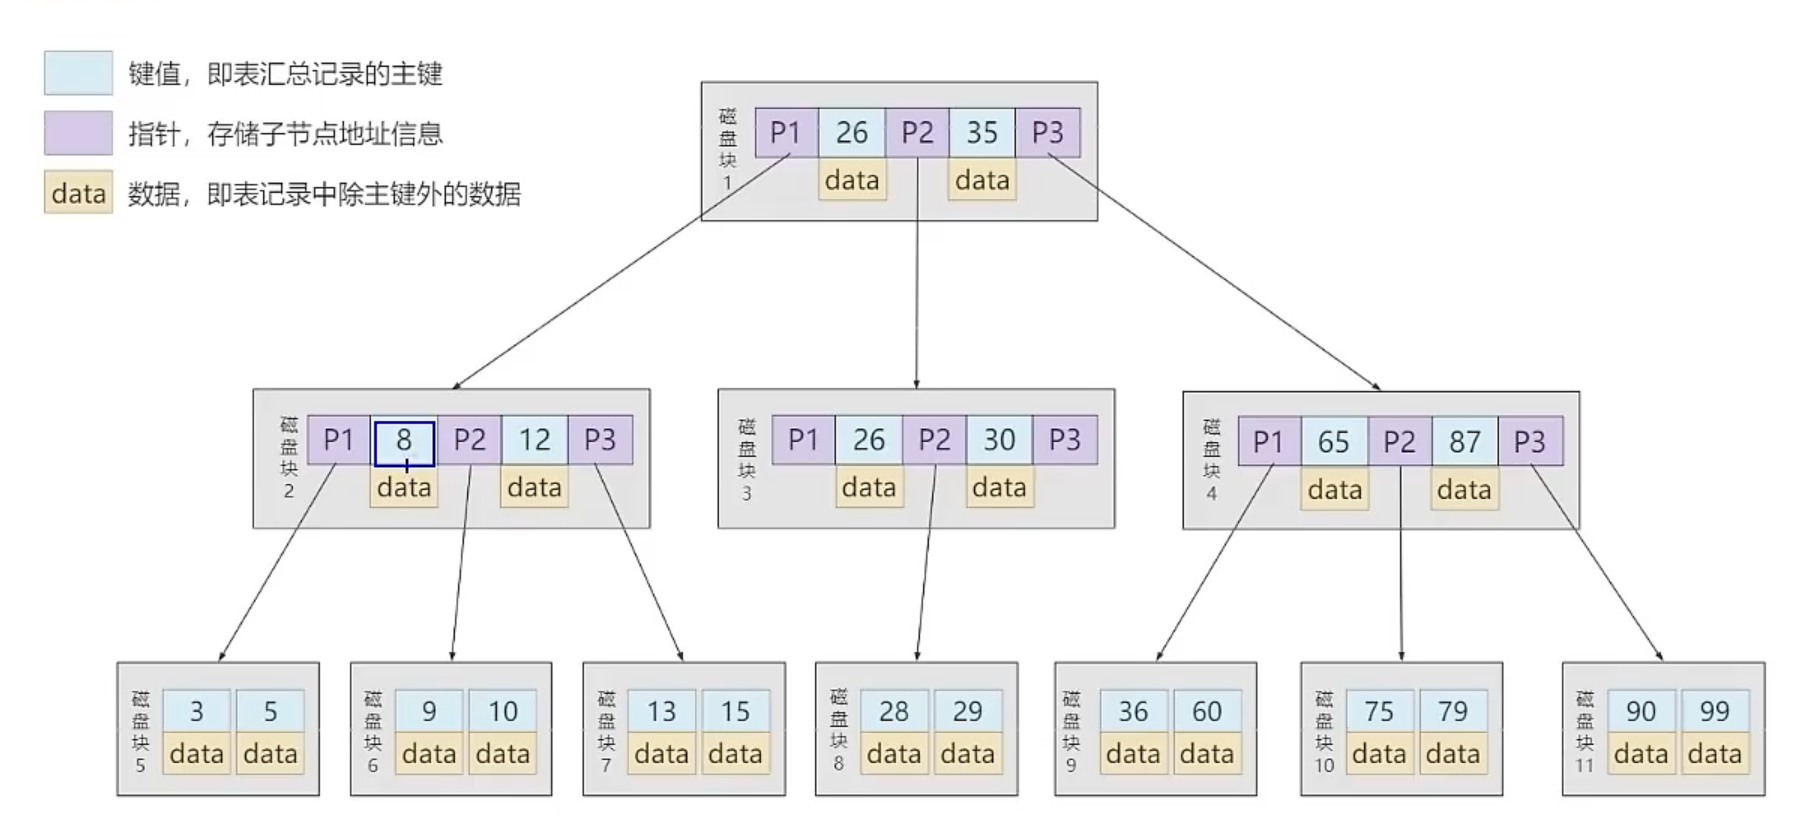 键值，即表汇总记录的主键
指针，存储子节点地址信息
data 数据，即表记录中除主键外的数据
磁盘块1
P1 26 P2 35 P3
data data
磁盘块2
P1 8 P2 12 P3
data data
磁盘块3
P1 26 P2 30 P3
data data
磁盘块4
P1 65 P2 87 P3
data data
磁盘块5
3 5
data data
磁盘块6
9 10
data data
磁盘块7
13 15
data data
磁盘块8
28 29
data data
磁盘块9
36 60
data data
磁盘块10
75 79
data data
磁盘块11
90 99
data data